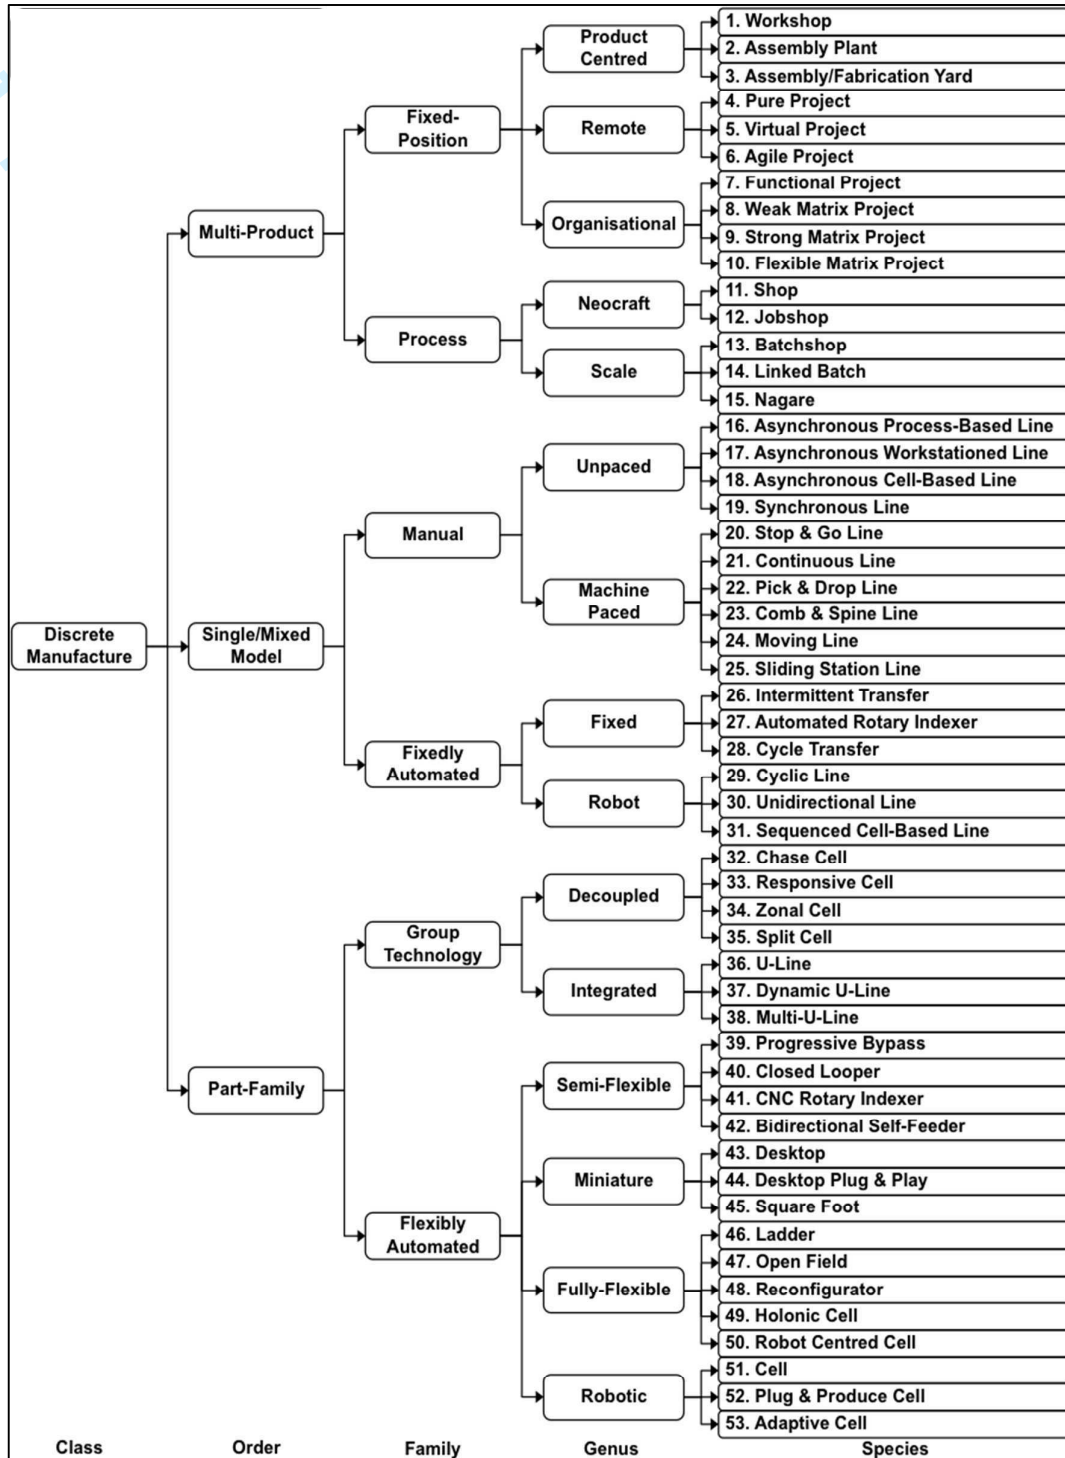 Product
Centred
1. Workshop
2. Assembly Plant
3. Assembly/Fabrication Yard
Fixed-
Position
Remote
4. Pure Project
5. Virtual Project
6. Agile Project
Multi-Product
Organisational
7. Functional Project
8. Weak Matrix Project
9. Strong Matrix Project
10. Flexible Matrix Project
Process
Neocraft
11. Shop
12. Jobshop
Scale
13. Batchshop
14. Linked Batch
15. Nagare
Manual
Unpaced
16. Asynchronous Process-Based Line
17. Asynchronous Workstationed Line
18. Asynchronous Cell-Based Line
19. Synchronous Line
Machine
Paced
20. Stop & Go Line
21. Continuous Line
22. Pick & Drop Line
23. Comb & Spine Line
24. Moving Line
25. Sliding Station Line
Discrete
Manufacture
Single/Mixed
Model
Fixedly
Automated
Fixed
26. Intermittent Transfer
27. Automated Rotary Indexer
28. Cycle Transfer
Robot
29. Cyclic Line
30. Unidirectional Line
31. Sequenced Cell-Based Line
Group
Technology
Decoupled
32. Chase Cell
33. Responsive Cell
34. Zonal Cell
35. Split Cell
Integrated
36. U-Line
37. Dynamic U-Line
38. Multi-U-Line
Part-Family
Semi-Flexible
39. Progressive Bypass
40. Closed Looper
41. CNC Rotary Indexer
42. Bidirectional Self-Feeder
Miniature
43. Desktop
44. Desktop Plug & Play
45. Square Foot
Flexibly
Automated
Fully-Flexible
46. Ladder
47. Open Field
48. Reconfigurator
49. Holonic Cell
50. Robot Centred Cell
Robotic
51. Cell
52. Plug & Produce Cell
53. Adaptive Cell
Class
Order
Family
Genus
Species